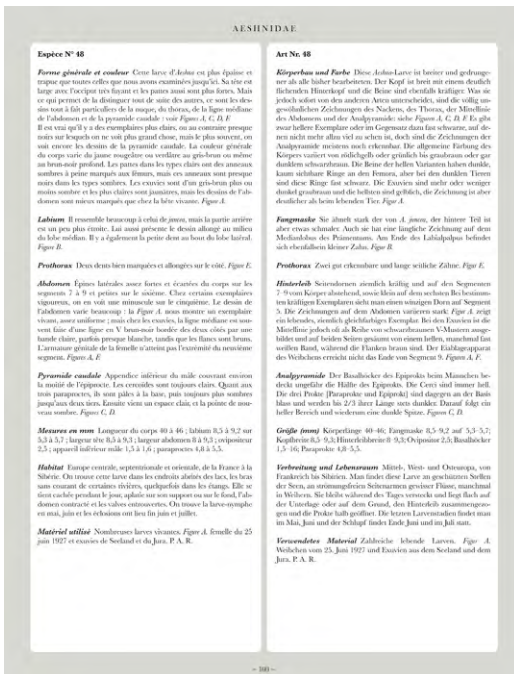 AESHNIDAE
Espèce N° 48
Forme générale et couleur Cette larve d'Aeshna est plus épaisse et
trapue que toutes celles que nous avons examinées jusqu'ici. Sa tête est
large avec l'occiput très fuyant et les pattes aussi sont plus fortes. Mais
ce qui permet de la distinguer tout de suite des autres, ce sont les des-
sins tout à fait particuliers de la nuque, du thorax, de la ligne médiane
de l'abdomen et de la pyramide caudale : voir Figures A, C, D, E
Il est vrai qu'il y a des exemplaires plus clairs, ou au contraire presque
noirs sur lesquels on ne voit plus grand chose, mais le plus souvent, on
voit encore les dessins de la pyramide caudale. La couleur générale
du corps varie du jaune rougeâtre ou verdâtre au gris-brun ou même
au brun-noir profond. Les pattes dans les types clairs ont des anneaux
sombres à peine marqués aux fémurs, mais ces anneaux sont presque
noirs dans les types sombres. Les exuvies sont d'un gris-brun plus ou
moins sombre et les plus claires sont jaunâtres, mais les dessins de l'ab-
domen sont mieux marqués que chez la bête vivante. Figure A.
Labium Il ressemble beaucoup à celui de juncea, mais la partie arrière
est un peu plus étroite. Lui aussi présente le dessin allongé au milieu
du lobe médian. Il y a également la petite dent au bout du lobe latéral.
Figure B.
Prothorax Deux dents bien marquées et allongées sur le côté. Figure E.
Abdomen Épines latérales assez fortes et écartées du corps sur les
segments 7 à 9 et petites sur le sixième. Chez certains exemplaires
vigoureux, on en voit une minuscule sur le cinquième. Le dessin de
l'abdomen varie beaucoup : la Figure A. nous montre un exemplaire
vivant, assez uniforme ; mais chez les exuvies, la ligne médiane est sou-
vent faite d'une ligne en V brun-noir bordée des deux côtés par une
bande claire, parfois presque blanche, tandis que les flancs sont bruns.
L'armature génitale de la femelle n'atteint pas l'extrémité du neuvième
segment. Figures A, F.
Pyramide caudale Appendice inférieur du mâle couvrant environ
la moitié de l'épiprocte. Les cercoïdes sont toujours clairs. Quant aux
trois paraproctes, ils sont pâles à la base, puis toujours plus sombres
jusqu'aux deux tiers. Ensuite vient un espace clair, et la pointe de nou-
veau sombre. Figures C, D.
Mesures en mm Longueur du corps 40 à 46 ; labium 8,5 à 9,2 sur
5,3 à 5,7 ; largeur tête 8,5 à 9,3 ; largeur abdomen 8 à 9,3 ; ovipositeur
2,5 ; appareil inférieur mâle 1,5 à 1,6 ; paraproctes 4,8 à 5,5.
Habitat Europe centrale, septentrionale et orientale, de la France à la
Sibérie. On trouve cette larve dans les endroits abrités des lacs, les bras
sans courant de certaines rivières, quelquefois dans les étangs. Elle se
tient cachée pendant le jour, aplatie sur son support ou sur le fond, l'ab-
domen contracté et les valves entrouvertes. On trouve la larve-nymphe
en mai, juin et les éclosions ont lieu fin juin et juillet.
Matériel utilisé Nombreuses larves vivantes. Figure A. femelle du 25
juin 1927 et exuvies de Seeland et du Jura. P. A. R.
Art Nr. 48
Körperbau und Farbe Diese Aeshna-Larve ist breiter und gedrunge-
ner als alle bisher bearbeiteten. Der Kopf ist breit mit einem deutlich
fliehenden Hinterkopf und die Beine sind ebenfalls kräftiger. Was sie
jedoch sofort von den anderen Arten unterscheidet, sind die völlig un-
gewöhnlichen Zeichnungen des Nackens, des Thorax, der Mittellinie
des Abdomens und der Analpyramide: siehe Figures A, C, D, E Es gibt
zwar hellere Exemplare oder im Gegensatz dazu fast schwarze, auf de-
nen nicht mehr allzu viel zu sehen ist, doch sind die Zeichnungen der
Analpyramide meistens noch erkennbar. Die allgemeine Färbung des
Körpers variiert von rötlichgelb oder grünlich bis graubraun oder gar
dunklem schwarzbraun. Die Beine der hellen Varianten haben dunkle,
kaum sichtbare Ringe an den Femora, aber bei den dunklen Tieren
sind diese Ringe fast schwarz. Die Exuvien sind mehr oder weniger
dunkel graubraun und die hellsten sind gelblich, die Zeichnung ist aber
deutlicher als beim lebenden Tier. Figur A.
Fangmaske Sie ähnelt stark der von A. juncea, der hintere Teil ist
aber etwas schmaler. Auch sie hat eine längliche Zeichnung auf dem
Medianlobus des Prämentums. Am Ende des Labialpalpus befindet
sich ebenfalls ein kleiner Zahn. Figur B.
Prothorax Zwei gut erkennbare und lange seitliche Zähne. Figur E.
Hinterleib Seitendornen ziemlich kräftig und auf den Segmenten
7–9 vom Körper abstehend, sowie klein auf dem sechsten Bei bestimm-
ten kräftigen Exemplaren sieht man einen winzigen Dorn auf Segment
5. Die Zeichnungen auf dem Abdomen variieren stark: Figur A. zeigt
ein lebendes, ziemlich gleichfarbiges Exemplar. Bei den Exuvien ist die
Mittellinie jedoch oft als Reihe von schwarzbraunen V-Mustern ausge-
bildet und auf beiden Seiten gesäumt von einem hellen, manchmal fast
weißen Band, während die Flanken braun sind. Der Eiablageapparat
des Weibchens erreicht nicht das Ende von Segment 9. Figuren A, F.
Analpyramide Der Basalhöcker des Epiprokts beim Männchen be-
deckt ungefähr die Hälfte des Epiprokts. Die Cerci sind immer hell.
Die drei Prokte [Paraprokte und Epiprokt] sind dagegen an der Basis
blass und werden bis 2/3 ihrer Länge stets dunkler. Darauf folgt ein
heller Bereich und wiederum eine dunkle Spitze. Figuren C, D.
Größe (mm) Körperlänge 40–46; Fangmaske 8,5–9,2 auf 5,3–5,7;
Kopfbreite 8,5–9,3; Hinterleibbreite 8–9,3; Ovipositor 2,5; Basalhöcker
1,5–16; Paraprokte 4,8–5,5.
Verbreitung und Lebensraum Mittel-, West- und Osteuropa, von
Frankreich bis Sibirien. Man findet diese Larve an geschützten Stellen
der Seen, an strömungsfreien Seitenarmen gewisser Flüsse, manchmal
in Weihern. Sie bleibt während des Tages versteckt und liegt flach auf
der Unterlage oder auf dem Grund, den Hinterleib zusammengezo-
gen und die Prokte halb geöffnet. Die letzten Larvenstadien findet man
im Mai, Juni und der Schlupf findet Ende Juni und im Juli statt.
Verwendetes Material Zahlreiche lebende Larven. Figur A.
Weibchen vom 25. Juni 1927 und Exuvien aus dem Seeland und dem
Jura. P. A. R.
– 100 –